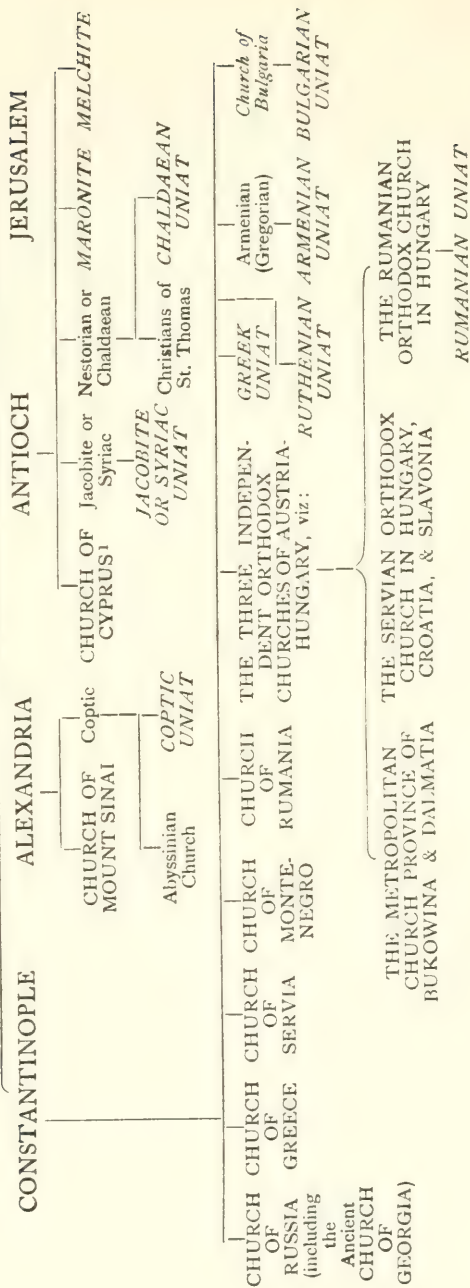 CONSTANTINOPLE
ALEXANDRIA
ANTIOCH
JERUSALEM
CHURCH OF
MOUNT SINAI
Coptic
Abyssinian
Church
COPTIC
UNIAT
CHURCH OF
CYPRUS¹
Jacobite or
Syriac
JACOBITE
OR SYRIAC
UNIAT
Nestorian or
Chaldaean
Christians of
St. Thomas
CHALDAEAN
UNIAT
MARONITE
MELCHITE
CHURCH
OF
RUSSIA
(including
the
Ancient
CHURCH
OF
GEORGIA)
CHURCH
OF
GREECE
CHURCH
OF
SERVIA
CHURCH
OF
MONTE-
NEGRO
CHURCH
OF
RUMANIA
THE THREE INDEPEN-
DENT ORTHODOX
CHURCHES OF AUSTRIA-
HUNGARY, viz:
THE METROPOLITAN
CHURCH PROVINCE OF
BUKOWINA & DALMATIA
THE SERVIAN ORTHODOX
CHURCH IN HUNGARY,
CROATIA, & SLAVONIA
THE RUMANIAN
ORTHODOX CHURCH
IN HUNGARY
RUMANIAN UNIAT
GREEK
UNIAT
RUTHENIAN
UNIAT
Armenian
(Gregorian)
ARMENIAN
UNIAT
Church of
Bulgaria
BULGARIAN
UNIAT